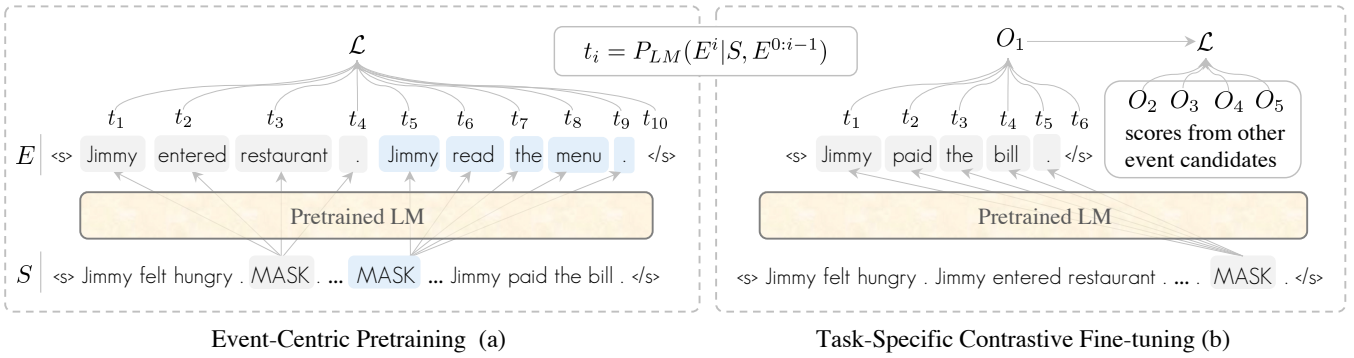 ℒ
t_i = P_{LM}(E^i|S, E^{0:i−1})
t_1 t_2 t_3 t_4 t_5 t_6 t_7 t_8 t_9 t_10
E <s> Jimmy entered restaurant . Jimmy read the menu . </s>
Pretrained LM
S <s> Jimmy felt hungry . MASK . ... MASK ... Jimmy paid the bill . </s>
Event-Centric Pretraining (a)
O_1 ℒ
O_2 O_3 O_4 O_5
scores from other
event candidates
t_1 t_2 t_3 t_4 t_5 t_6
<s> Jimmy paid the bill . </s>
Pretrained LM
<s> Jimmy felt hungry . Jimmy entered restaurant . ... . MASK . </s>
Task-Specific Contrastive Fine-tuning (b)